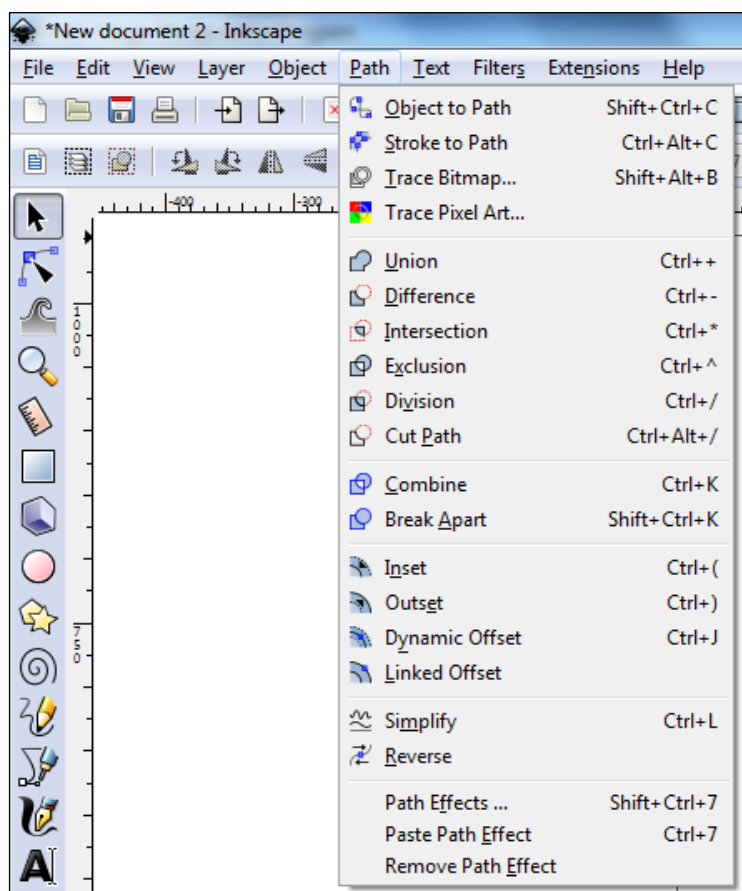 *New document 2 - Inkscape
File Edit View Layer Object Path Text Filters Extensions Help
Object to Path Shift+Ctrl+C
Stroke to Path Ctrl+Alt+C
Trace Bitmap... Shift+Alt+B
Trace Pixel Art...
-400 -300
Union Ctrl++
Difference Ctrl+-
1000
Intersection Ctrl+*
Exclusion Ctrl+^
Division Ctrl+/
Cut Path Ctrl+Alt+/
Combine Ctrl+K
Break Apart Shift+Ctrl+K
Inset Ctrl+(
Outset Ctrl+)
750
Dynamic Offset Ctrl+J
Linked Offset
Simplify Ctrl+L
Reverse
Path Effects ... Shift+Ctrl+7
Paste Path Effect Ctrl+7
Remove Path Effect